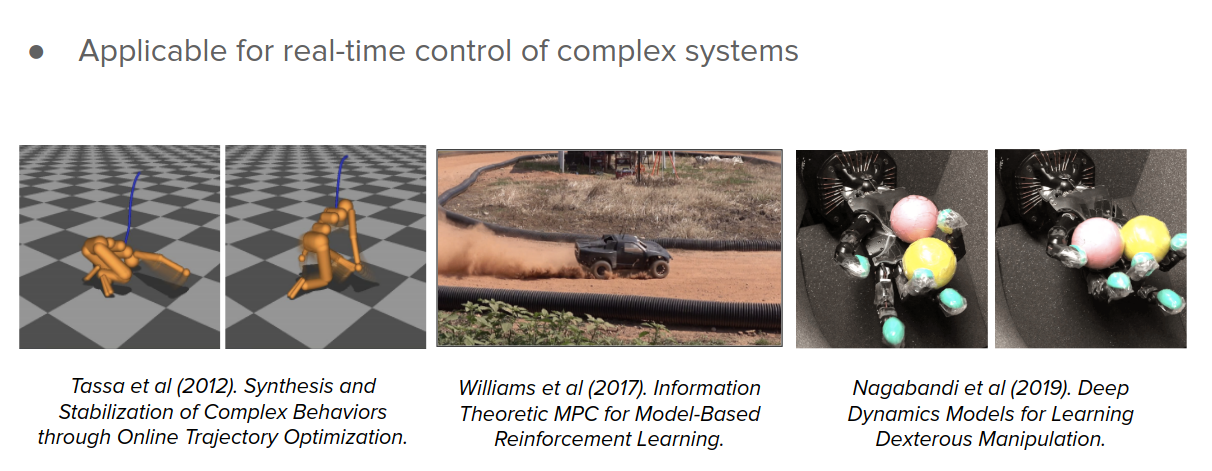 ● Applicable for real-time control of complex systems
Tassa et al (2012). Synthesis and
Stabilization of Complex Behaviors
through Online Trajectory Optimization.
Williams et al (2017). Information
Theoretic MPC for Model-Based
Reinforcement Learning.
Nagabandi et al (2019). Deep
Dynamics Models for Learning
Dexterous Manipulation.